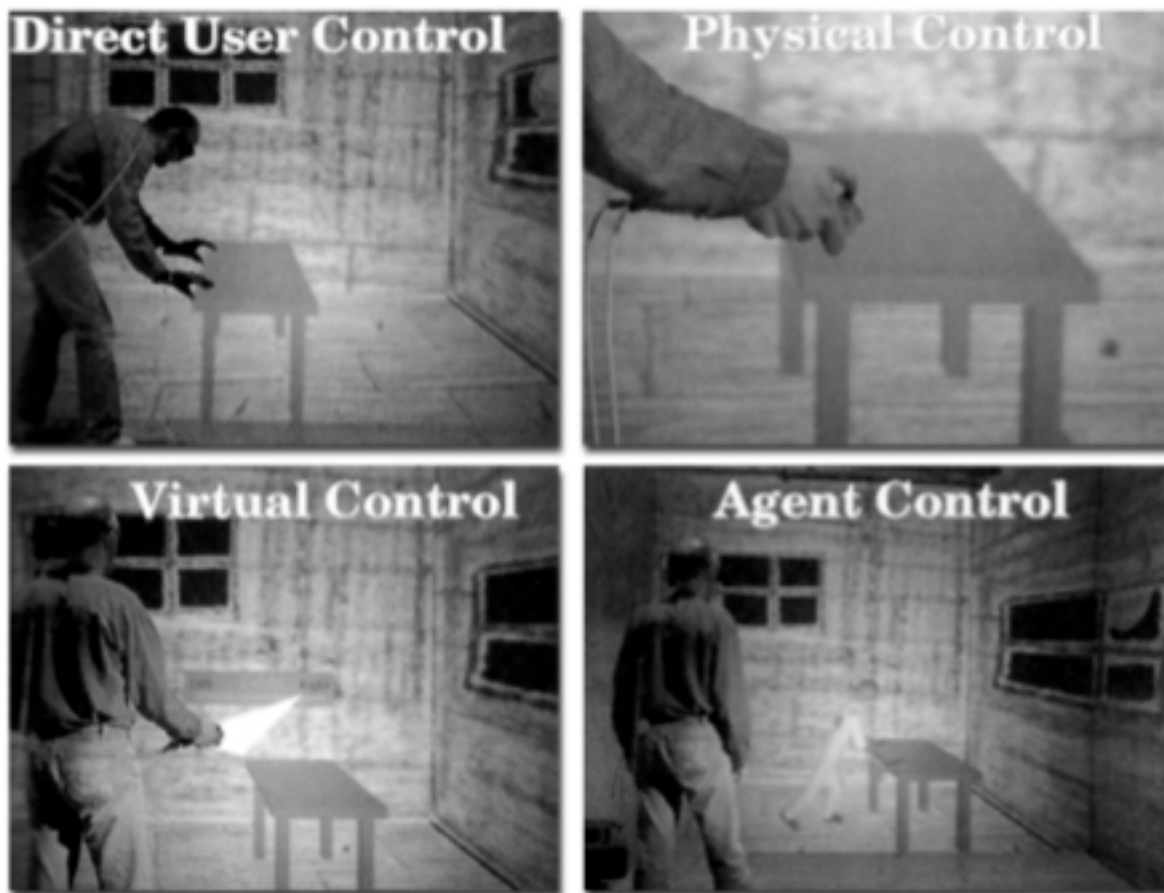 Direct User Control
Physical Control
Virtual Control
Agent Control